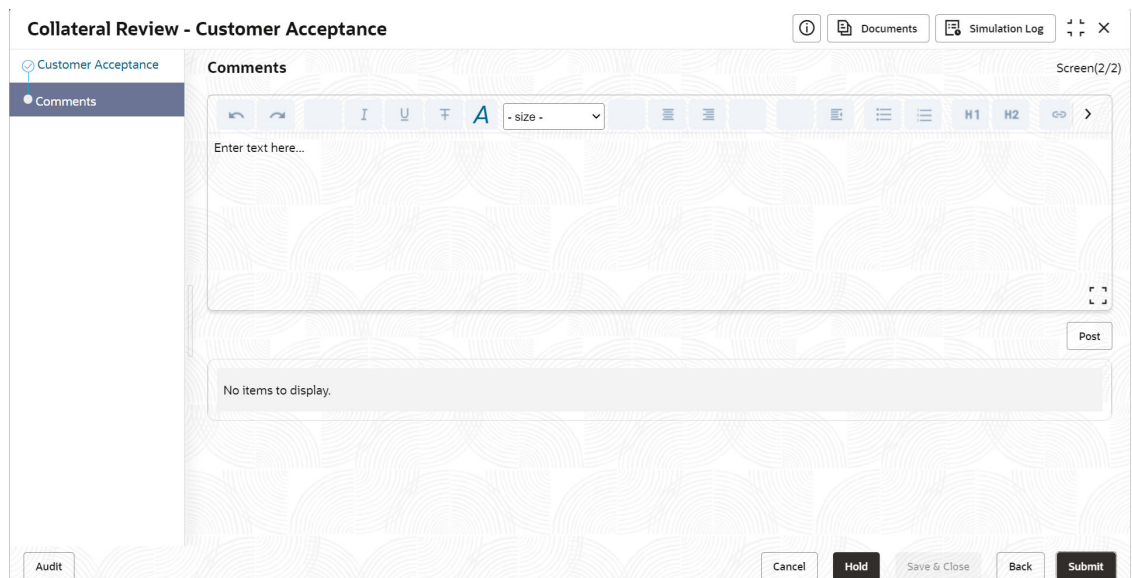 Collateral Review - Customer Acceptance
Documents
Simulation Log
Customer Acceptance
Comments
Comments
Screen(2/2)
I U T A - size - H1 H2
Enter text here...
Post
No items to display.
Audit
Cancel
Hold
Save & Close
Back
Submit